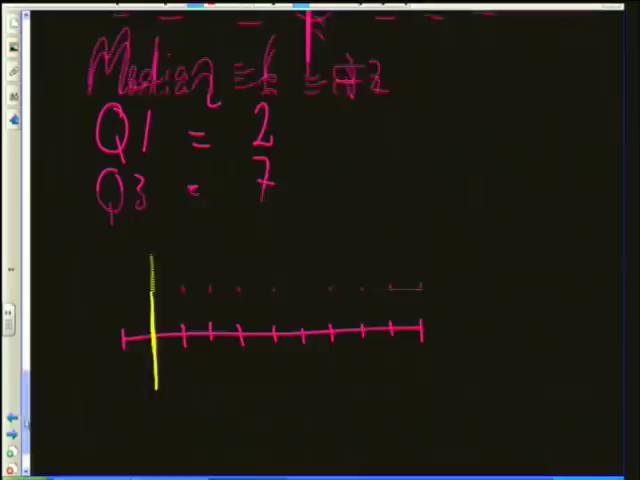 Median =
Q1 = 2
Q3 = 7